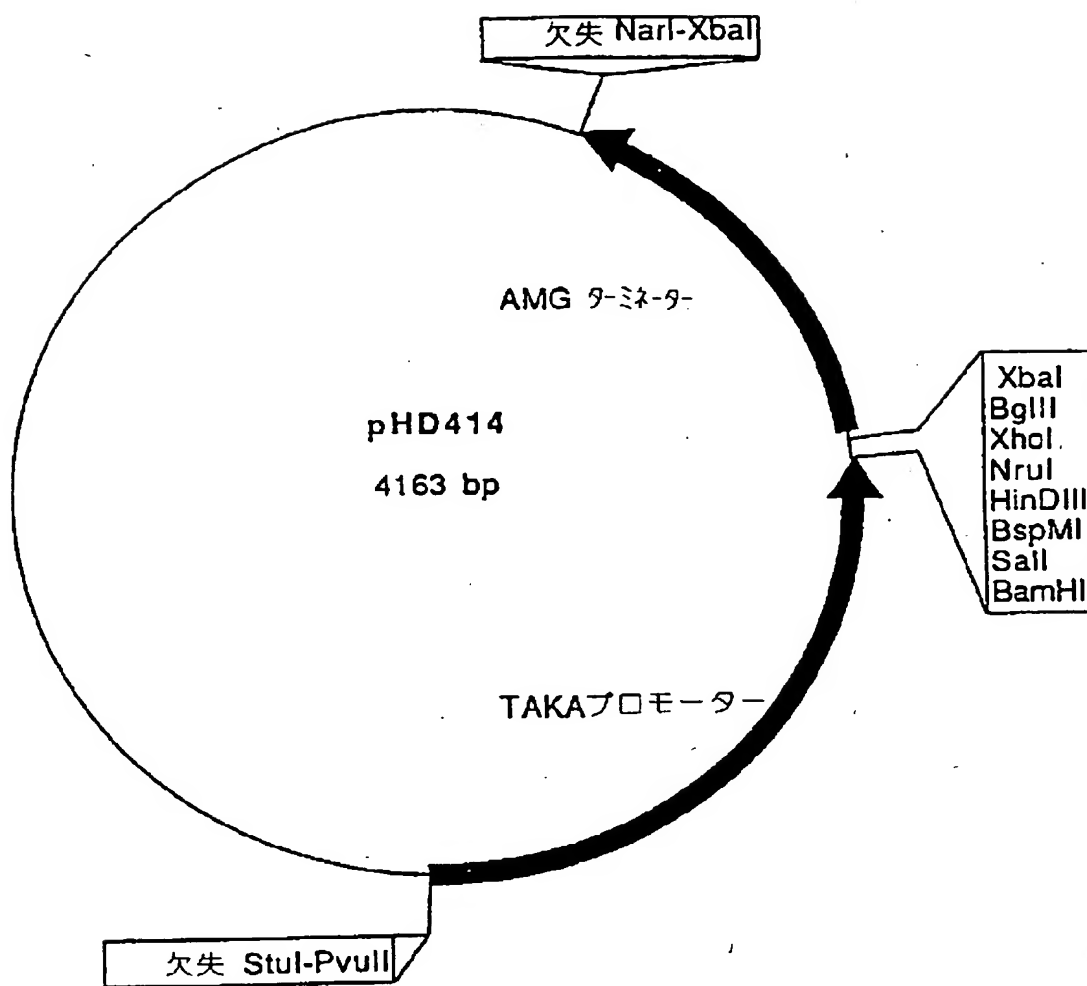 欠失 NarI-XbaI
AMG ターミネーター
pHD414
4163 bp
XbaI
BglII
XhoI.
NruI
HinDIII
BspMI
SalI
BamHI
TAKAプロモーター
欠失 StuI-PvuII